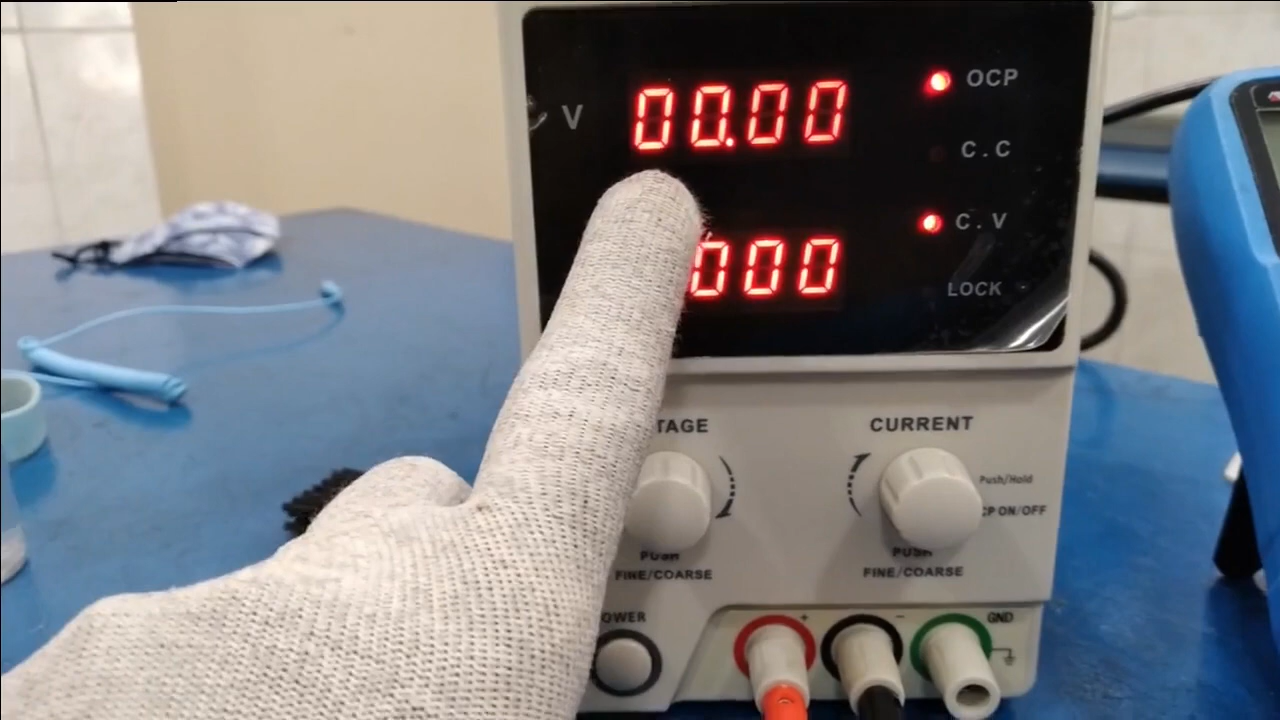 V 00.00 OCP
C.C
000 C.V
LOCK
TAGE CURRENT
Push/Hold
CP ON/OFF
PUSH PUSH
FINE/COARSE FINE/COARSE
OWER + - GND